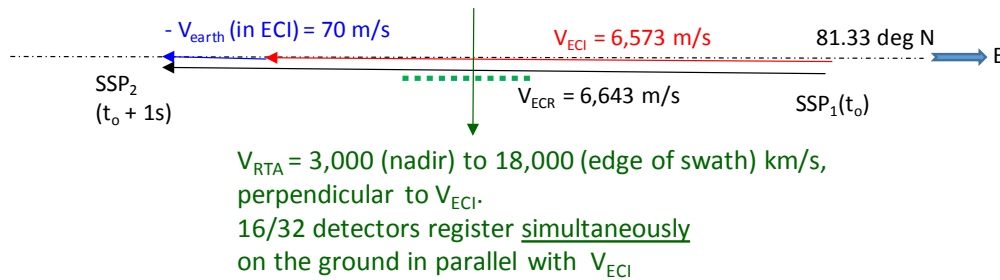 - Vearth (in ECI) = 70 m/s
VECI = 6,573 m/s
81.33 deg N
E
SSP2
(to + 1s)
VECR = 6,643 m/s
SSP1(to)
VRTA = 3,000 (nadir) to 18,000 (edge of swath) km/s,
perpendicular to VECI.
16/32 detectors register simultaneously
on the ground in parallel with VECI